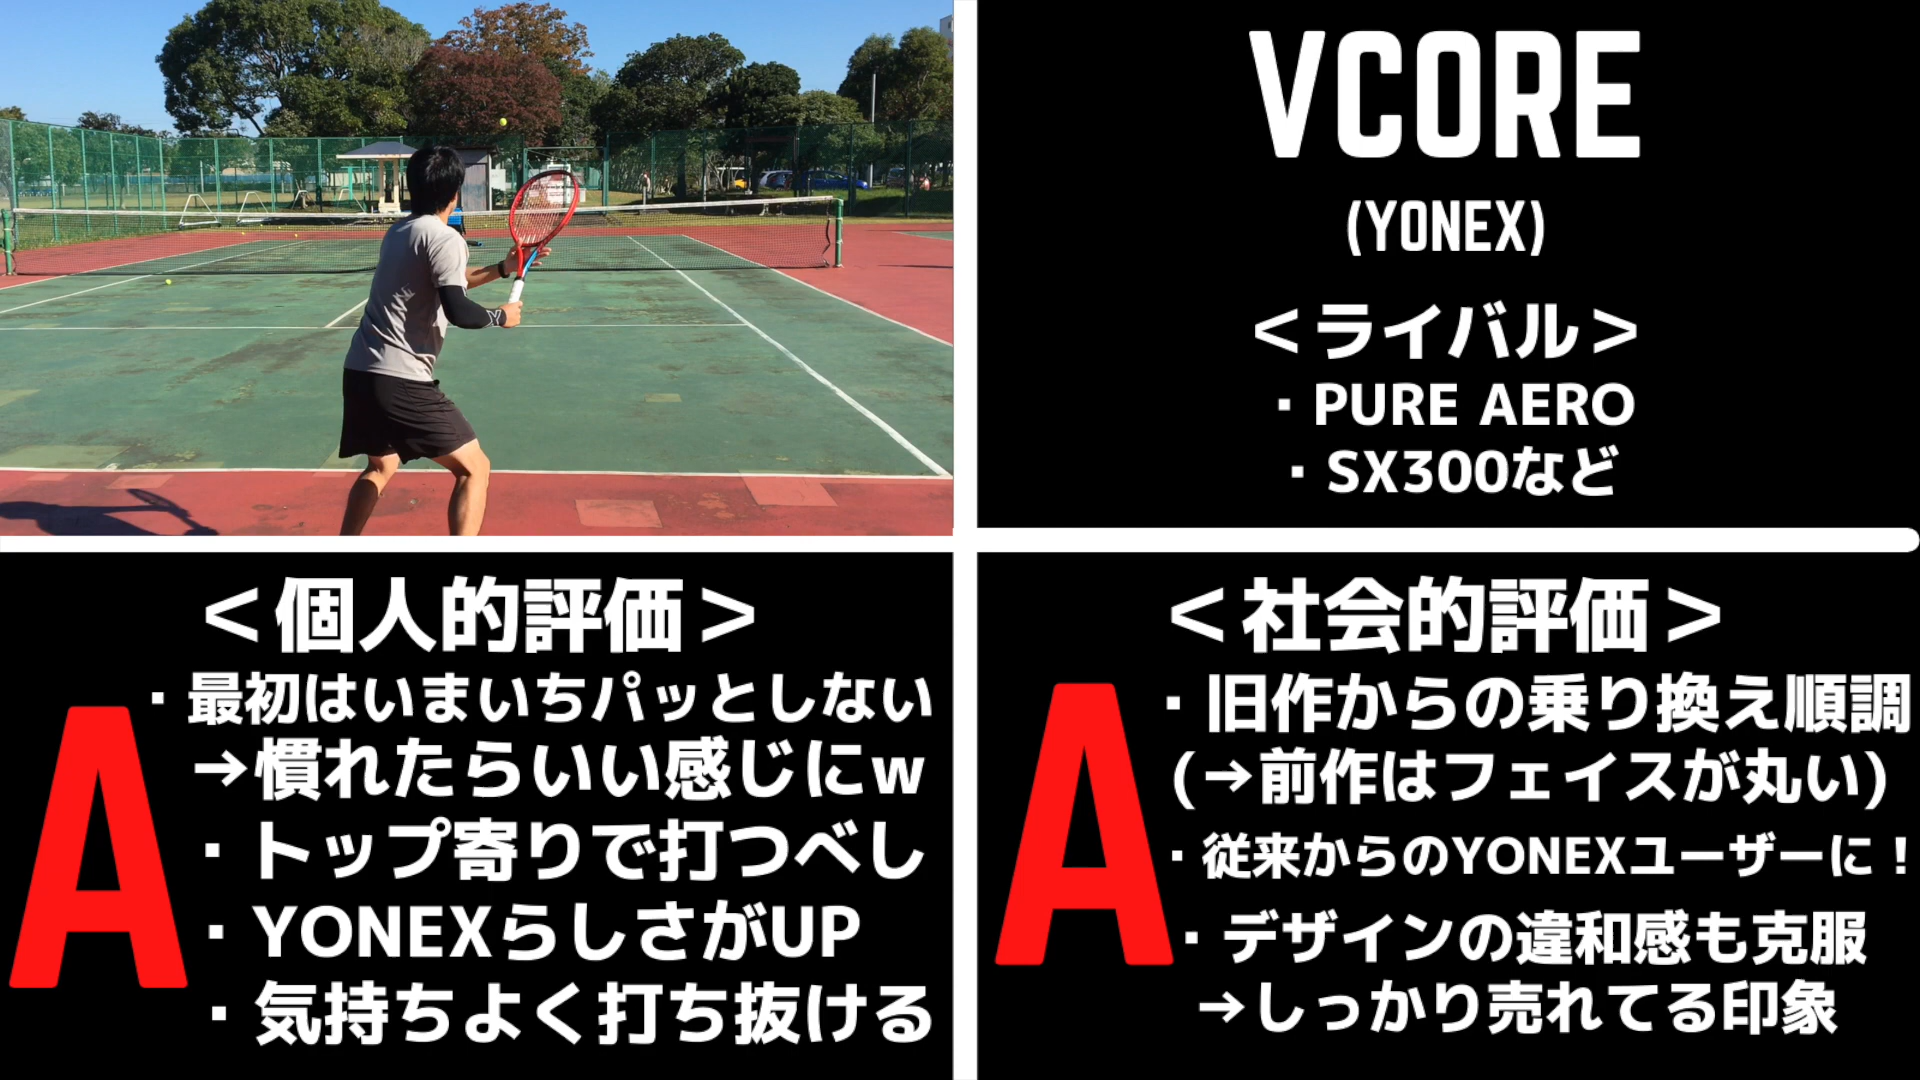 VCORE
(YONEX)
＜ライバル＞
・PURE AERO
・SX300など
＜個人的評価＞
A
・最初はいまいちパッとしない
→慣れたらいい感じにw
・トップ寄りで打つべし
・YONEXらしさがUP
・気持ちよく打ち抜ける
＜社会的評価＞
A
・旧作からの乗り換え順調
(→前作はフェイスが丸い)
・従来からのYONEXユーザーに！
・デザインの違和感も克服
→しっかり売れてる印象